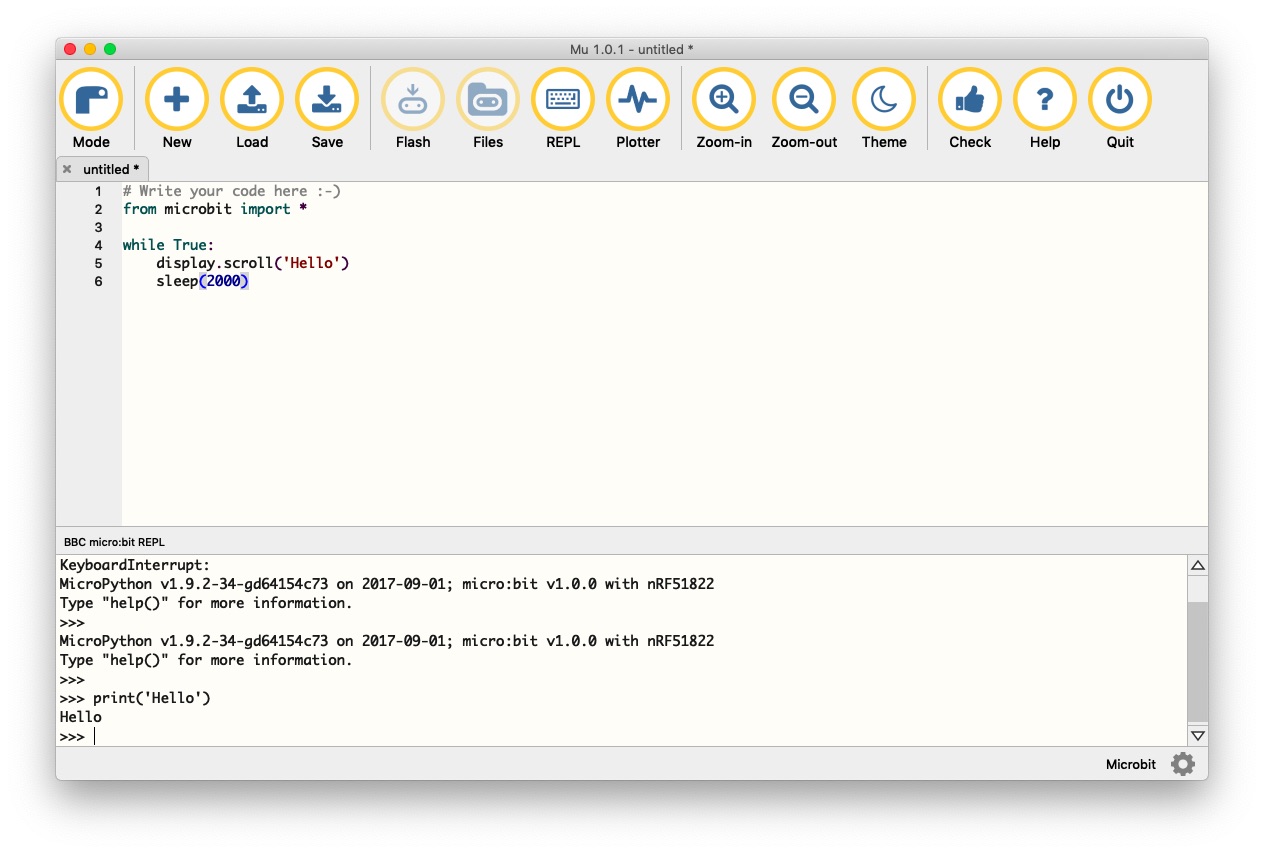 Mu 1.0.1 - untitled *
Mode New Load Save Flash Files REPL Plotter Zoom-in Zoom-out Theme Check Help Quit
untitled *
1 # Write your code here :-)
2 from microbit import *
3
4 while True:
5     display.scroll('Hello')
6     sleep(2000)
BBC micro:bit REPL
KeyboardInterrupt:
MicroPython v1.9.2-34-gd64154c73 on 2017-09-01; micro:bit v1.0.0 with nRF51822
Type "help()" for more information.
>>>
MicroPython v1.9.2-34-gd64154c73 on 2017-09-01; micro:bit v1.0.0 with nRF51822
Type "help()" for more information.
>>>
>>> print('Hello')
Hello
>>>
Microbit